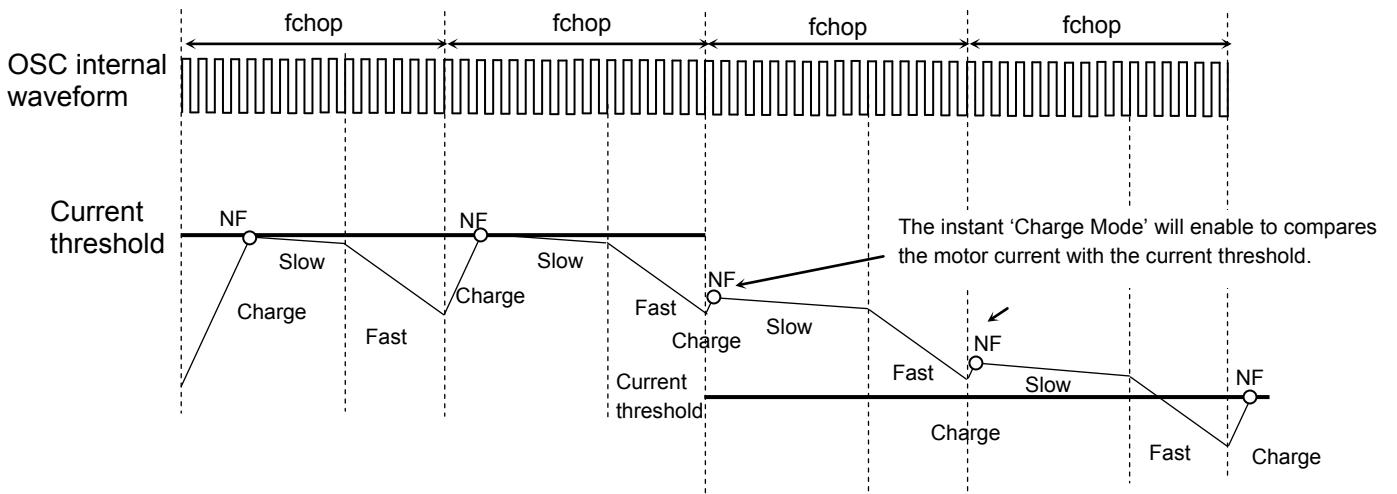 fchop
fchop
fchop
fchop
OSC internal
waveform
Current
threshold
NF
NF
The instant ‘Charge Mode’ will enable to compares
the motor current with the current threshold.
Slow
Slow
NF
Charge
Charge
Fast
Fast
Charge
Slow
NF
Current
threshold
Fast
Slow
NF
Charge
Fast
Charge